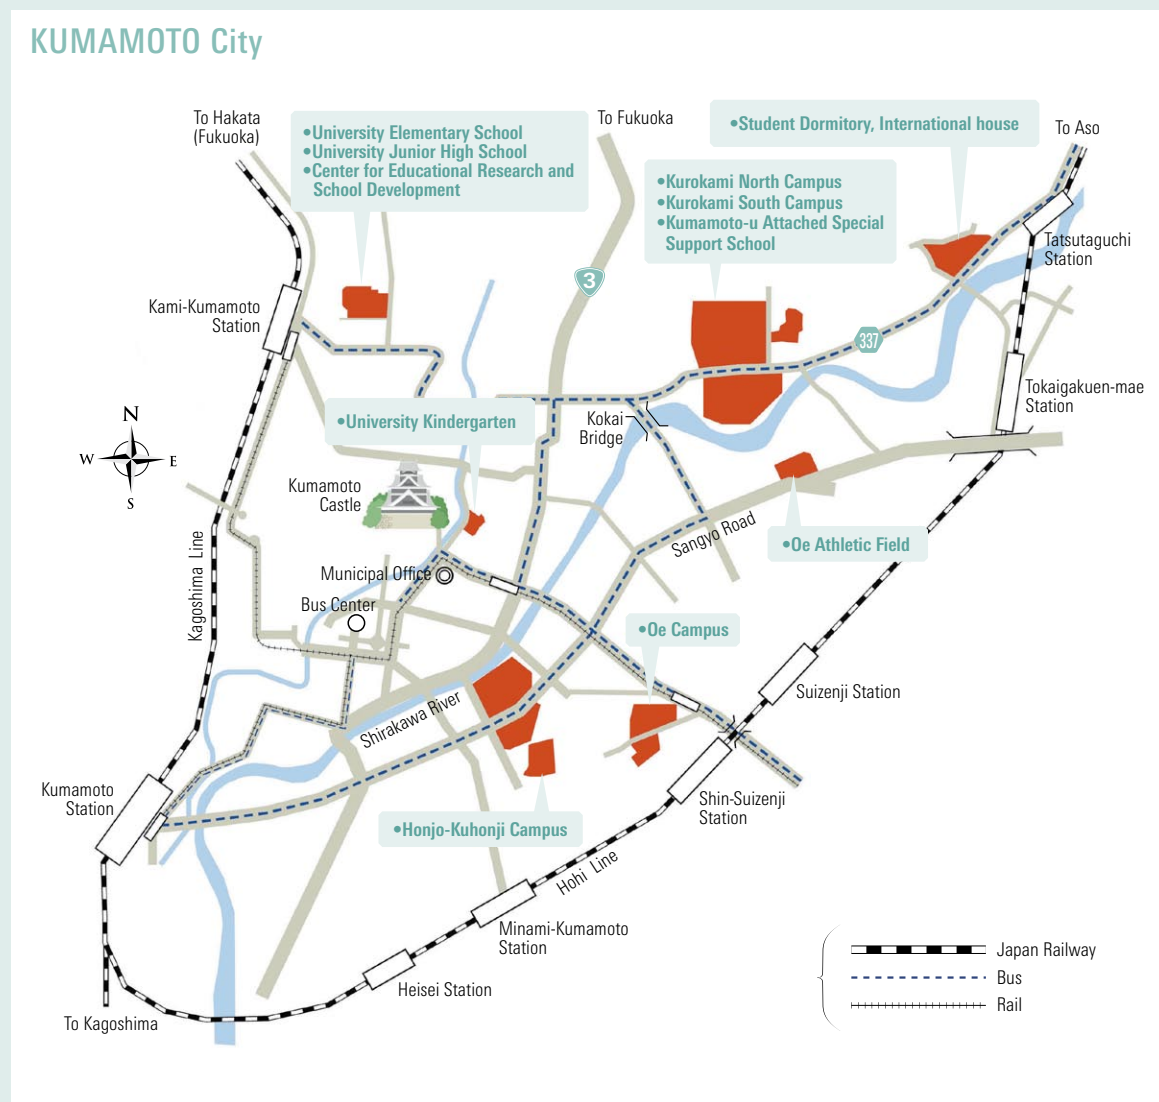 KUMAMOTO City
To Hakata
(Fukuoka)
•University Elementary School
•University Junior High School
•Center for Educational Research and
School Development
To Fukuoka
•Student Dormitory, International house
To Aso
•Kurokami North Campus
•Kurokami South Campus
•Kumamoto-u Attached Special
Support School
Tatsutaguchi
Station
3
Kami-Kumamoto
Station
337
Tokaigakuen-mae
Station
•University Kindergarten
Kokai
Bridge
N
W
E
S
Kumamoto
Castle
Sangyo Road
•Oe Athletic Field
Kagoshima Line
Municipal Office
Bus Center
•Oe Campus
Suizenji Station
Shirakawa River
Kumamoto
Station
Shin-Suizenji
Station
•Honjo-Kuhonji Campus
Hohi Line
Minami-Kumamoto
Station
Heisei Station
To Kagoshima
Japan Railway
Bus
Rail